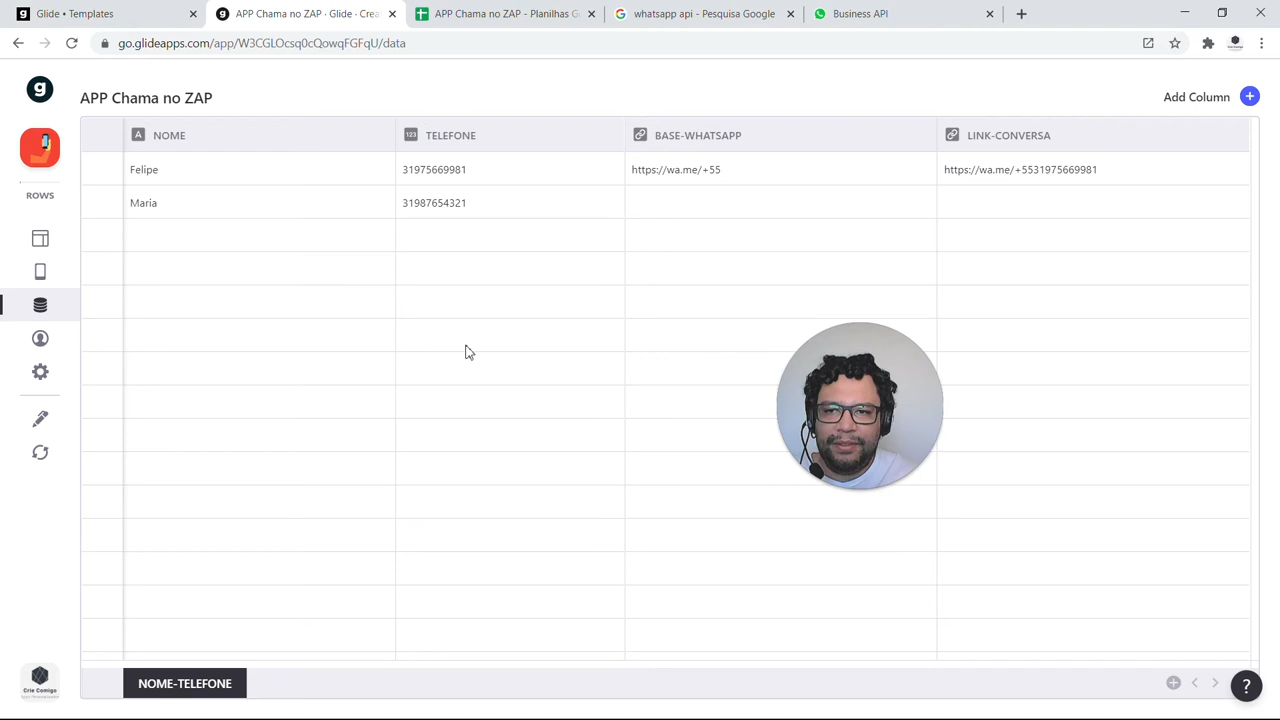 Glide • Templates
APP Chama no ZAP · Glide · Crea
APP Chama no ZAP - Planilhas G
whatsapp api - Pesquisa Google
Business API
go.glideapps.com/app/W3CGLOcsq0cQowqFGFqU/data
APP Chama no ZAP
Add Column
NOME
TELEFONE
BASE-WHATSAPP
LINK-CONVERSA
Felipe
31975669981
https://wa.me/+55
https://wa.me/+5531975669981
Maria
31987654321
ROWS
Crie Comigo
NOME-TELEFONE